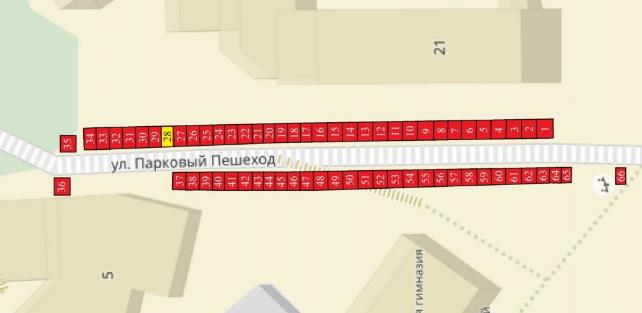 21
35 34 33 32 31 30 29 28 27 26 25 24 23 22 21 20 19 18 17 16 15 14 13 12 11 10 9 8 7 6 5 4 3 2 1
ул. Парковый Пешеход
36 37 38 39 40 41 42 43 44 45 46 47 48 49 50 51 52 53 54 55 56 57 58 59 60 61 62 63 64 65 66
5
я гимназия
й